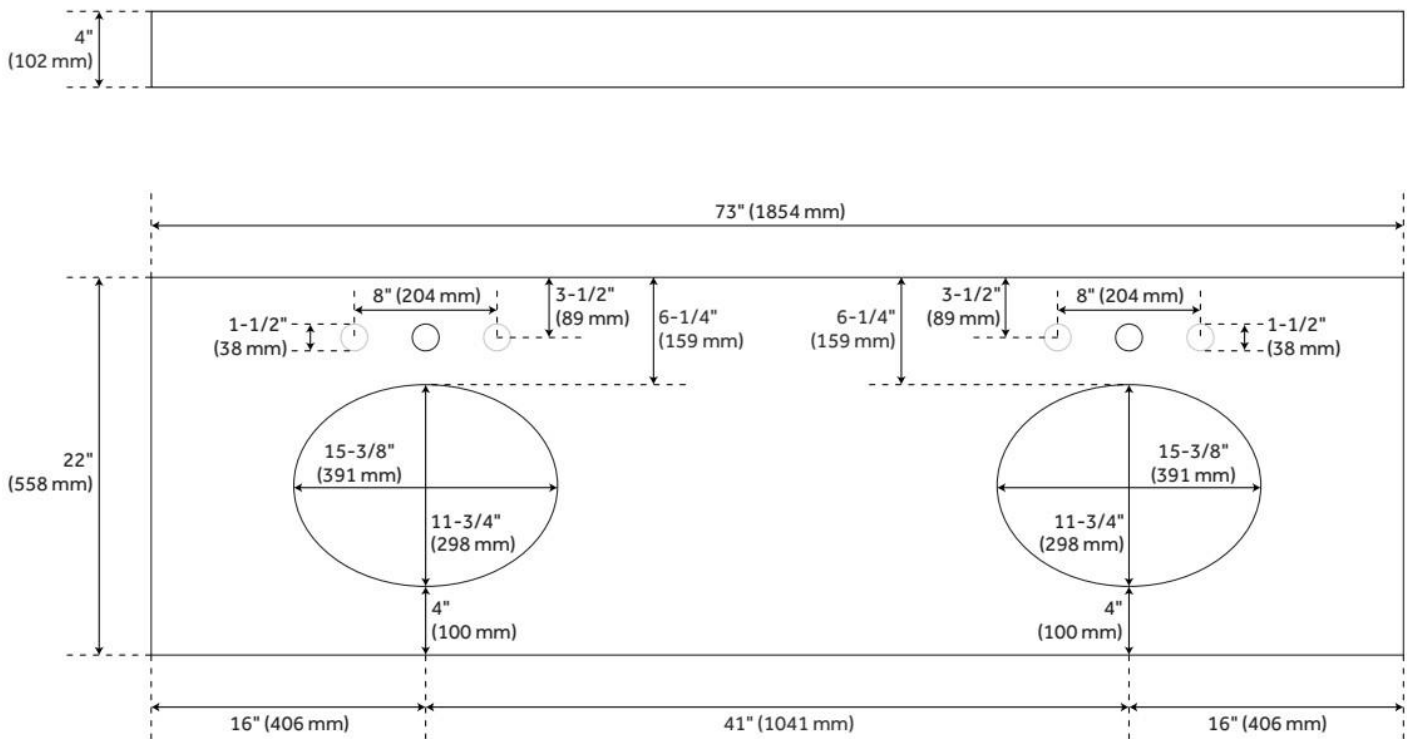 4"
(102 mm)
73" (1854 mm)
8" (204 mm)
3-1/2"
(89 mm)
6-1/4"
(159 mm)
1-1/2"
(38 mm)
6-1/4"
(159 mm)
3-1/2"
(89 mm)
8" (204 mm)
1-1/2"
(38 mm)
22"
(558 mm)
15-3/8"
(391 mm)
11-3/4"
(298 mm)
4"
(100 mm)
15-3/8"
(391 mm)
11-3/4"
(298 mm)
4"
(100 mm)
16" (406 mm)
41" (1041 mm)
16" (406 mm)